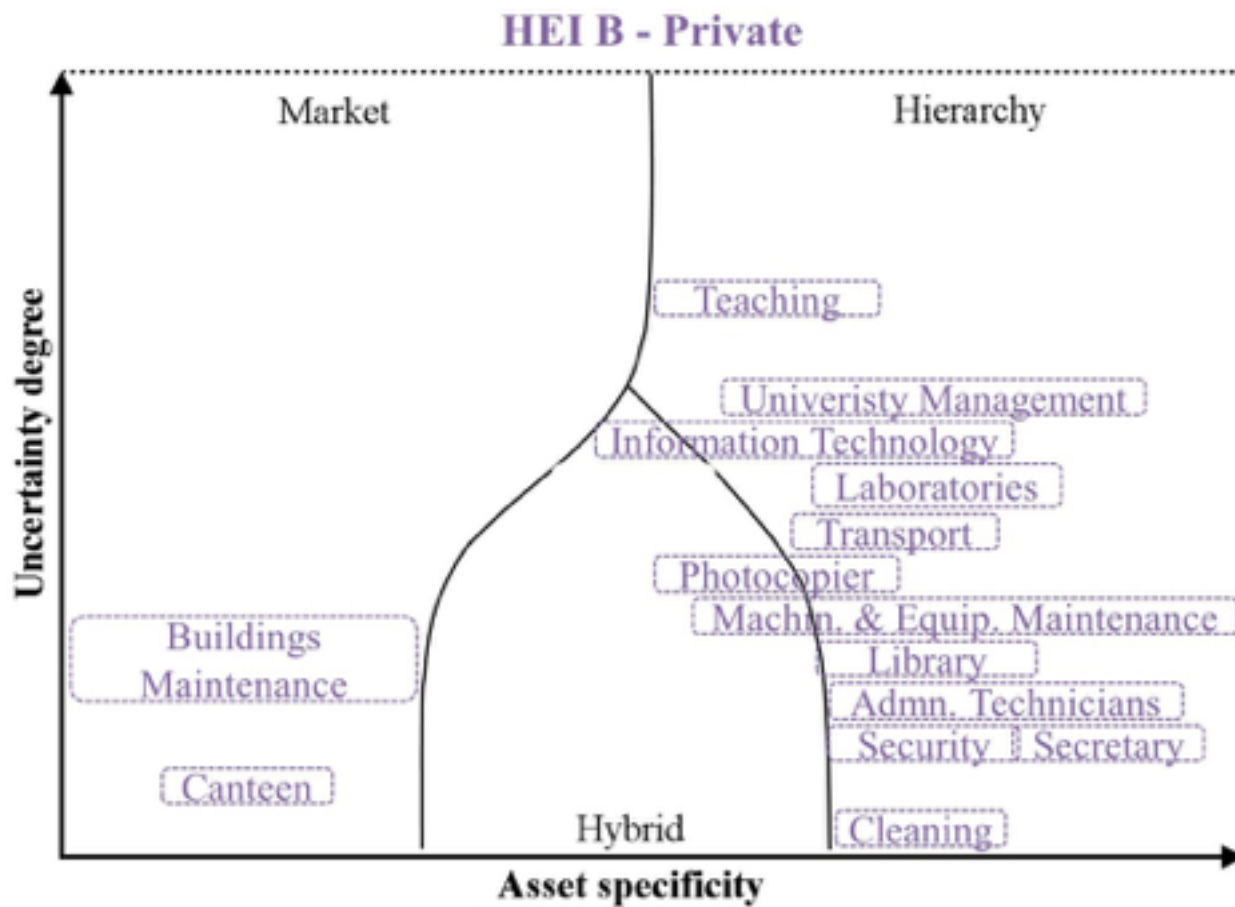 HEI B - Private
Market
Hierarchy
Uncertainty degree
Teaching
Univeristy Management
Information Technology
Laboratories
Transport
Photocopier
Machin. & Equip. Maintenance
Buildings
Maintenance
Library
Admn. Technicians
Security
Secretary
Canteen
Hybrid
Cleaning
Asset specificity